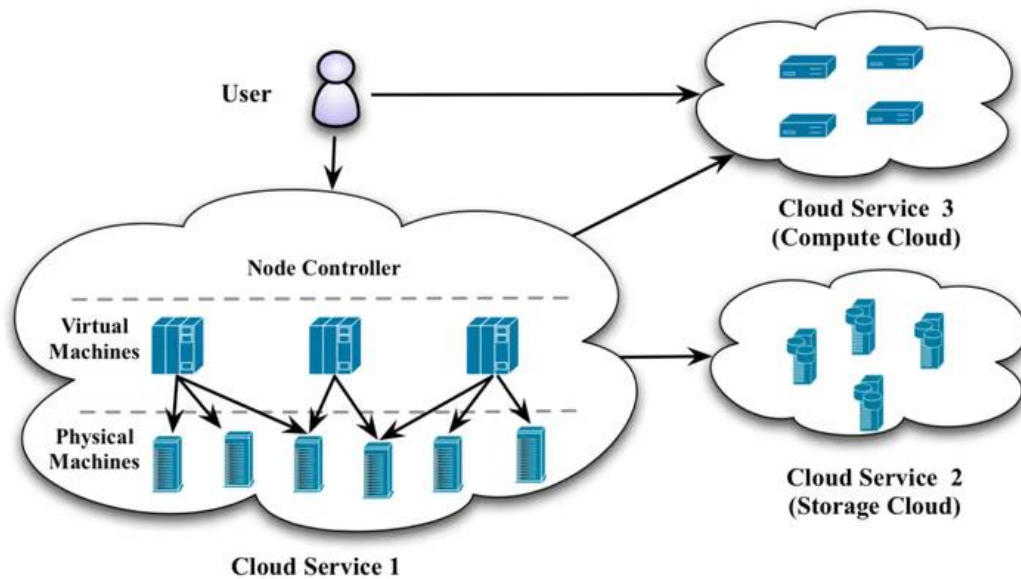 User
Cloud Service 3
(Compute Cloud)
Node Controller
Virtual
Machines
Physical
Machines
Cloud Service 2
(Storage Cloud)
Cloud Service 1